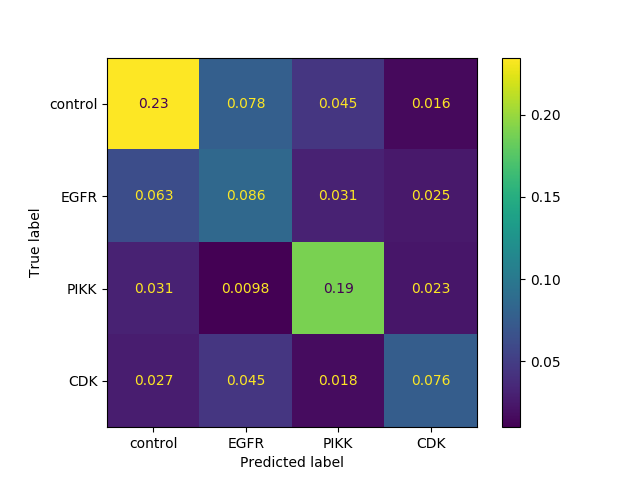 control 0.23 0.078 0.045 0.016
EGFR 0.063 0.086 0.031 0.025
PIKK 0.031 0.0098 0.19 0.023
CDK 0.027 0.045 0.018 0.076
control EGFR PIKK CDK
Predicted label
True label
0.20
0.15
0.10
0.05